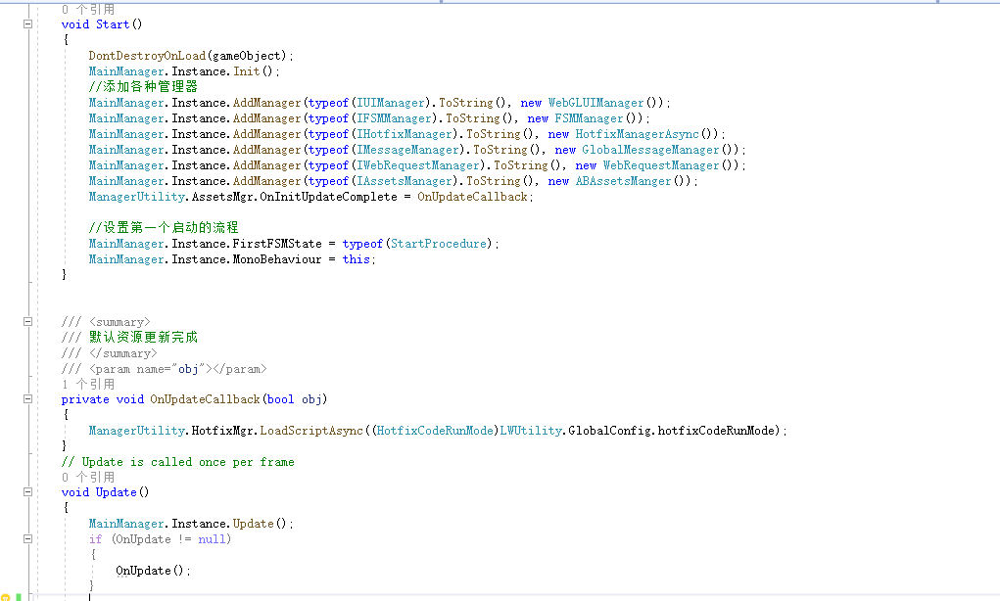 0 个引用
void Start()
{
DontDestroyOnLoad(gameObject);
MainManager.Instance.Init();
//添加各种管理器
MainManager.Instance.AddManager(typeof(IUIManager).ToString(), new WebGLUIManager());
MainManager.Instance.AddManager(typeof(IFSMManager).ToString(), new FSMManager());
MainManager.Instance.AddManager(typeof(IHotfixManager).ToString(), new HotfixManagerAsync());
MainManager.Instance.AddManager(typeof(IMessageManager).ToString(), new GlobalMessageManager());
MainManager.Instance.AddManager(typeof(IWebRequestManager).ToString(), new WebRequestManager());
MainManager.Instance.AddManager(typeof(IAssetsManager).ToString(), new ABAssetsManger());
ManagerUtility.AssetsMgr.OnInitUpdateComplete = OnUpdateCallback;
//设置第一个启动的流程
MainManager.Instance.FirstFSMState = typeof(StartProcedure);
MainManager.Instance.MonoBehaviour = this;
}
/// <summary>
/// 默认资源更新完成
/// </summary>
/// <param name="obj"></param>
1 个引用
private void OnUpdateCallback(bool obj)
{
ManagerUtility.HotfixMgr.LoadScriptAsync((HotfixCodeRunMode)LWUtility.GlobalConfig.hotfixCodeRunMode);
}
// Update is called once per frame
0 个引用
void Update()
{
MainManager.Instance.Update();
if (OnUpdate != null)
{
OnUpdate();
}